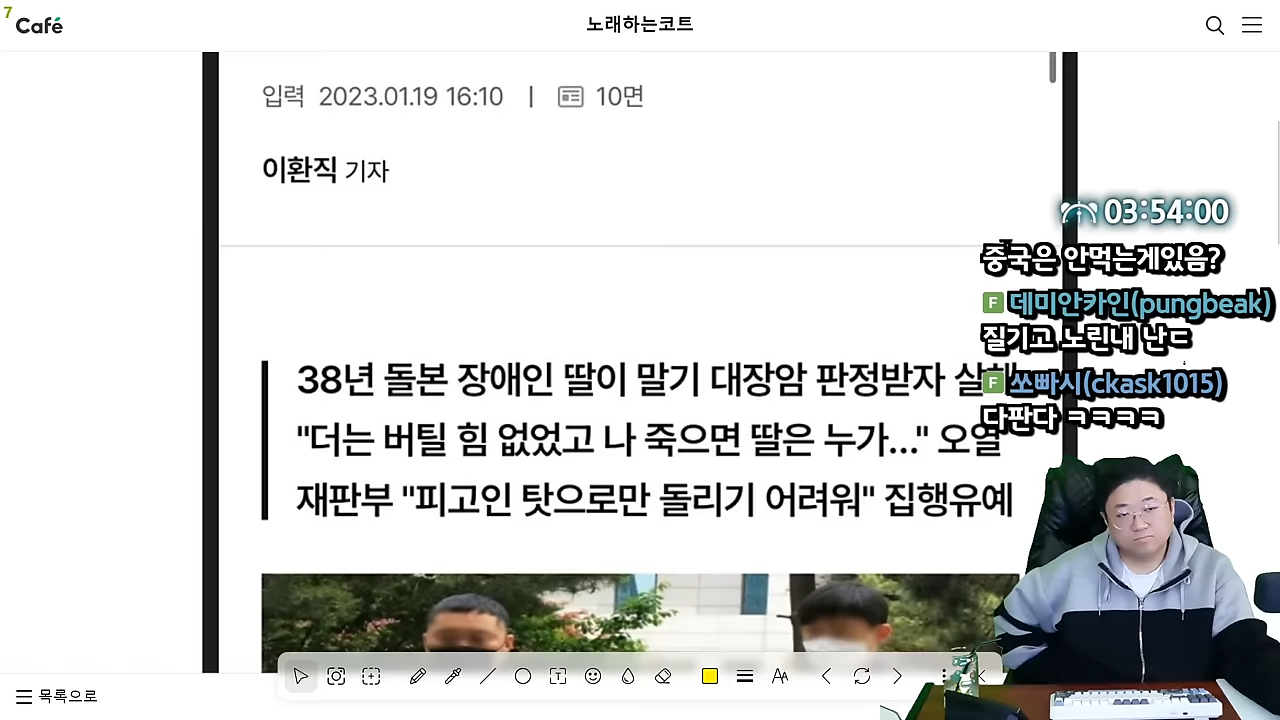 7
Café
노래하는코트
입력 2023.01.19 16:10 | 10면
이환직 기자
03:54:00
중국은 안먹는게있음?
F 데미안카인(pungbeak)
질기고 노린내 난ㄷ
F 쏘빠시(ckask1015)
다판다 ㅋㅋㅋㅋ
38년 돌본 장애인 딸이 말기 대장암 판정받자
"더는 버틸 힘 없었고 나 죽으면 딸은 누가..." 오열
재판부 "피고인 탓으로만 돌리기 어려워" 집행유예
목록으로